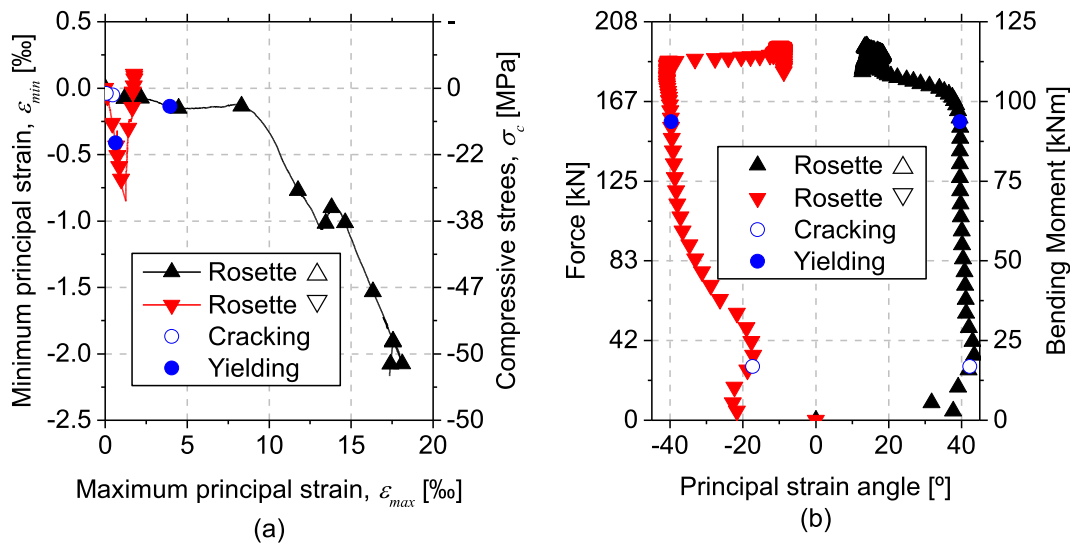 0.5
0.0
-0.5
-1.0
-1.5
-2.0
-2.5
Minimum principal strain, εmin [‰]
0 5 10 15 20
Maximum principal strain, εmax [‰]
-
0
-22
-38
-47
-50
-50
Compressive strees, σc [MPa]
Rosette △
Rosette ▽
Cracking
Yielding
(a)
208
167
125
83
42
0
Force [kN]
-40 -20 0 20 40
Principal strain angle [º]
125
100
75
50
25
0
Bending Moment [kNm]
Rosette △
Rosette ▽
Cracking
Yielding
(b)